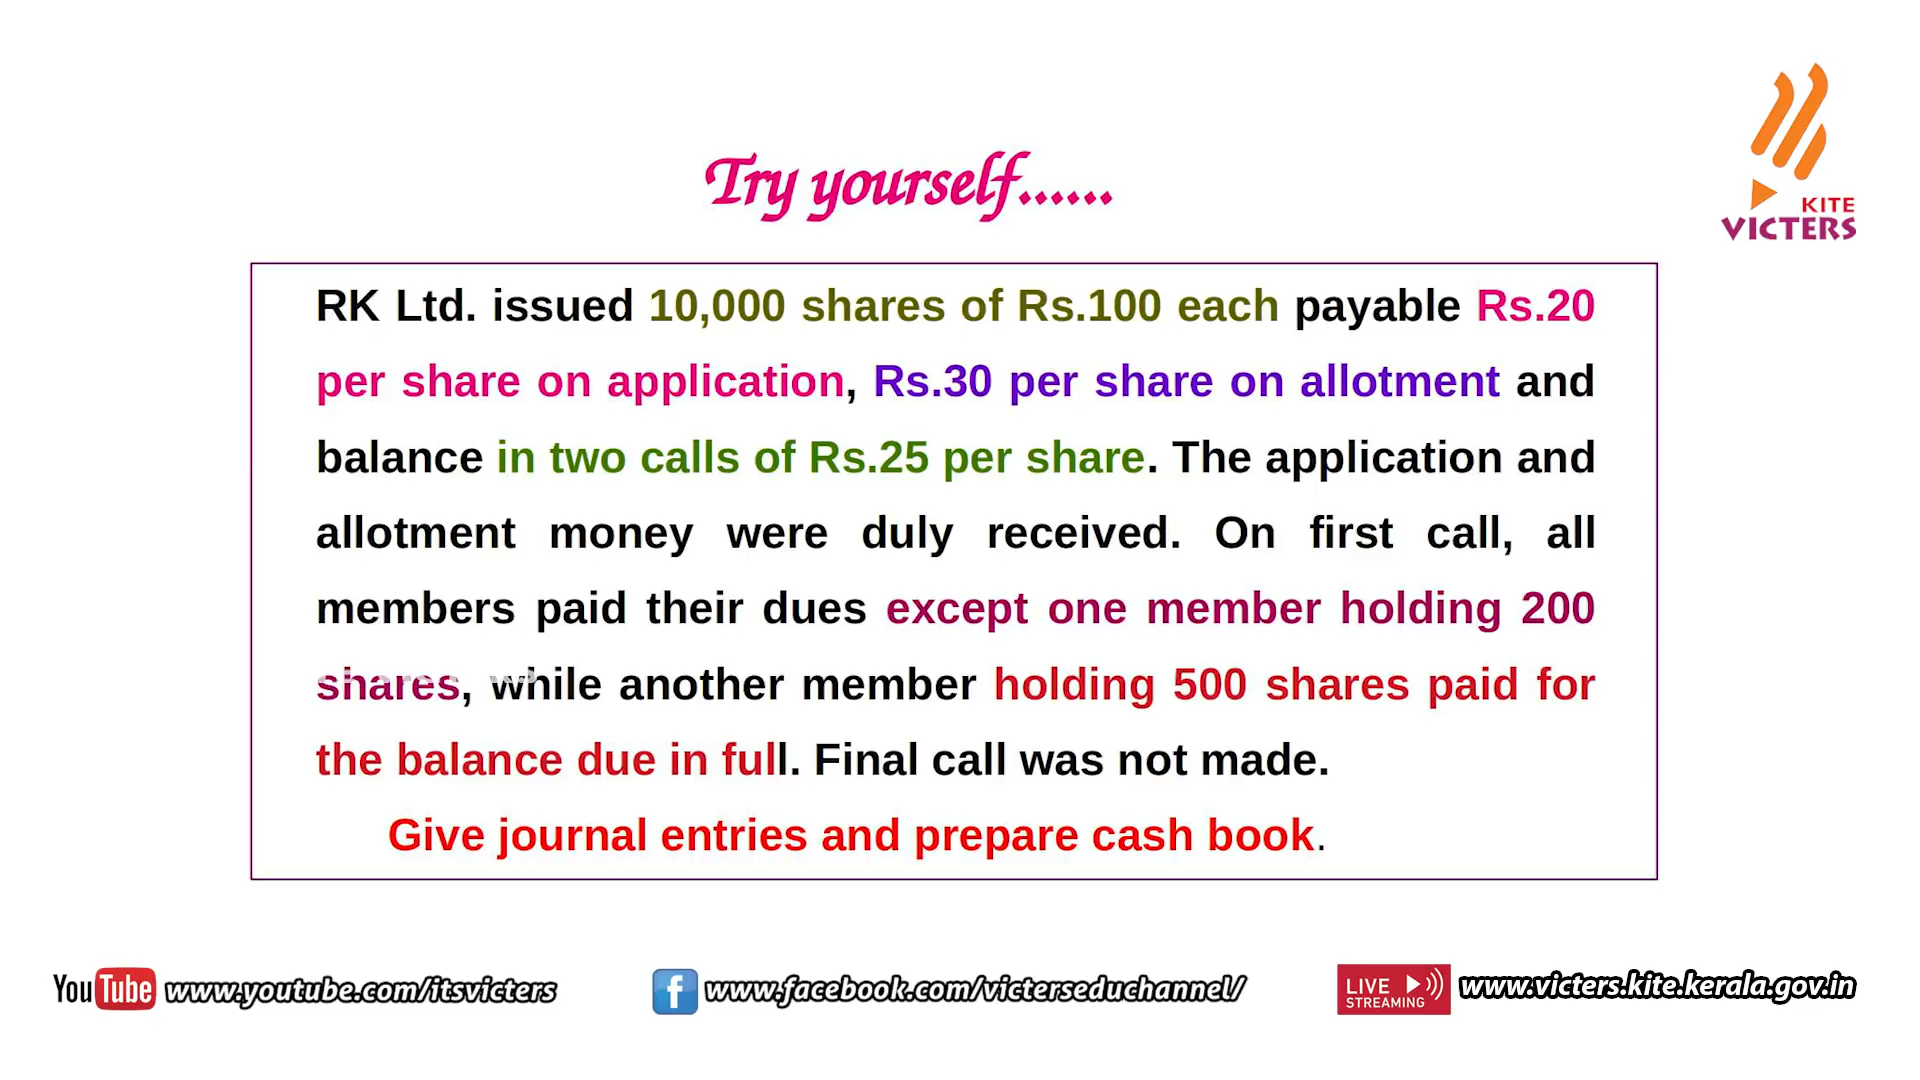 Try yourself......
KITE
VICTERS
RK Ltd. issued 10,000 shares of Rs.100 each payable Rs.20
per share on application, Rs.30 per share on allotment and
balance in two calls of Rs.25 per share. The application and
allotment money were duly received. On first call, all
members paid their dues except one member holding 200
shares, while another member holding 500 shares paid for
the balance due in full. Final call was not made.
Give journal entries and prepare cash book.
YouTube www.youtube.com/itsvicters
f www.facebook.com/victerseduchannel/
LIVE STREAMING www.victers.kite.kerala.gov.in